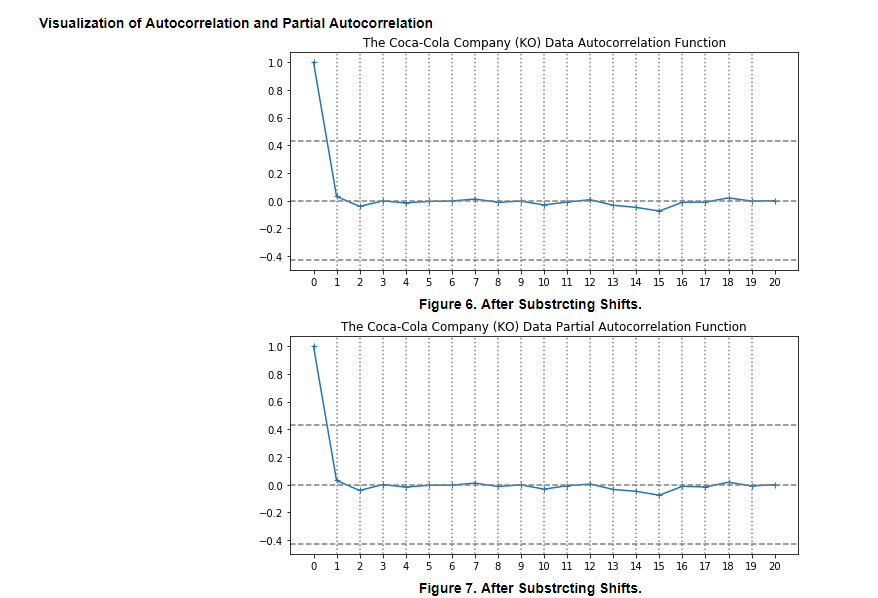 Visualization of Autocorrelation and Partial Autocorrelation
The Coca-Cola Company (KO) Data Autocorrelation Function
1.0
0.8
0.6
0.4
0.2
0.0
−0.2
−0.4
0 1 2 3 4 5 6 7 8 9 10 11 12 13 14 15 16 17 18 19 20
Figure 6. After Substrcting Shifts.
The Coca-Cola Company (KO) Data Partial Autocorrelation Function
1.0
0.8
0.6
0.4
0.2
0.0
−0.2
−0.4
0 1 2 3 4 5 6 7 8 9 10 11 12 13 14 15 16 17 18 19 20
Figure 7. After Substrcting Shifts.